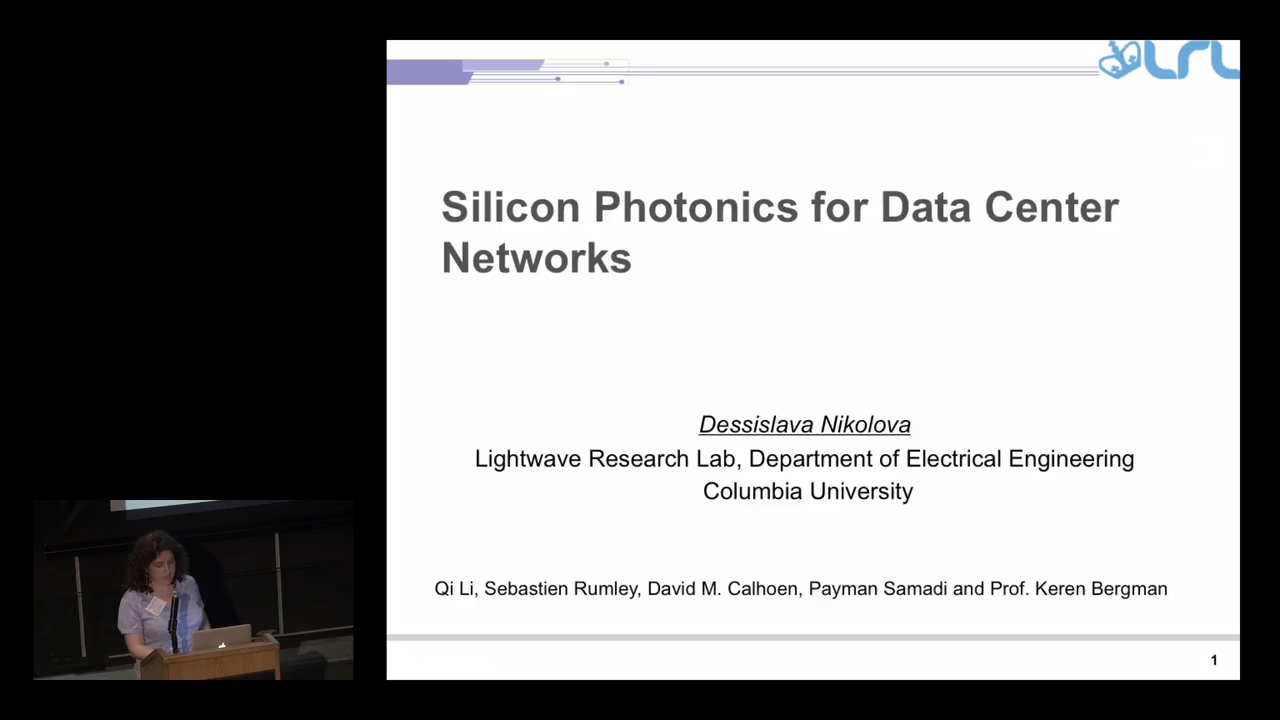 LRL
Silicon Photonics for Data Center
Networks
Dessislava Nikolova
Lightwave Research Lab, Department of Electrical Engineering
Columbia University
Qi Li, Sebastien Rumley, David M. Calhoen, Payman Samadi and Prof. Keren Bergman
1